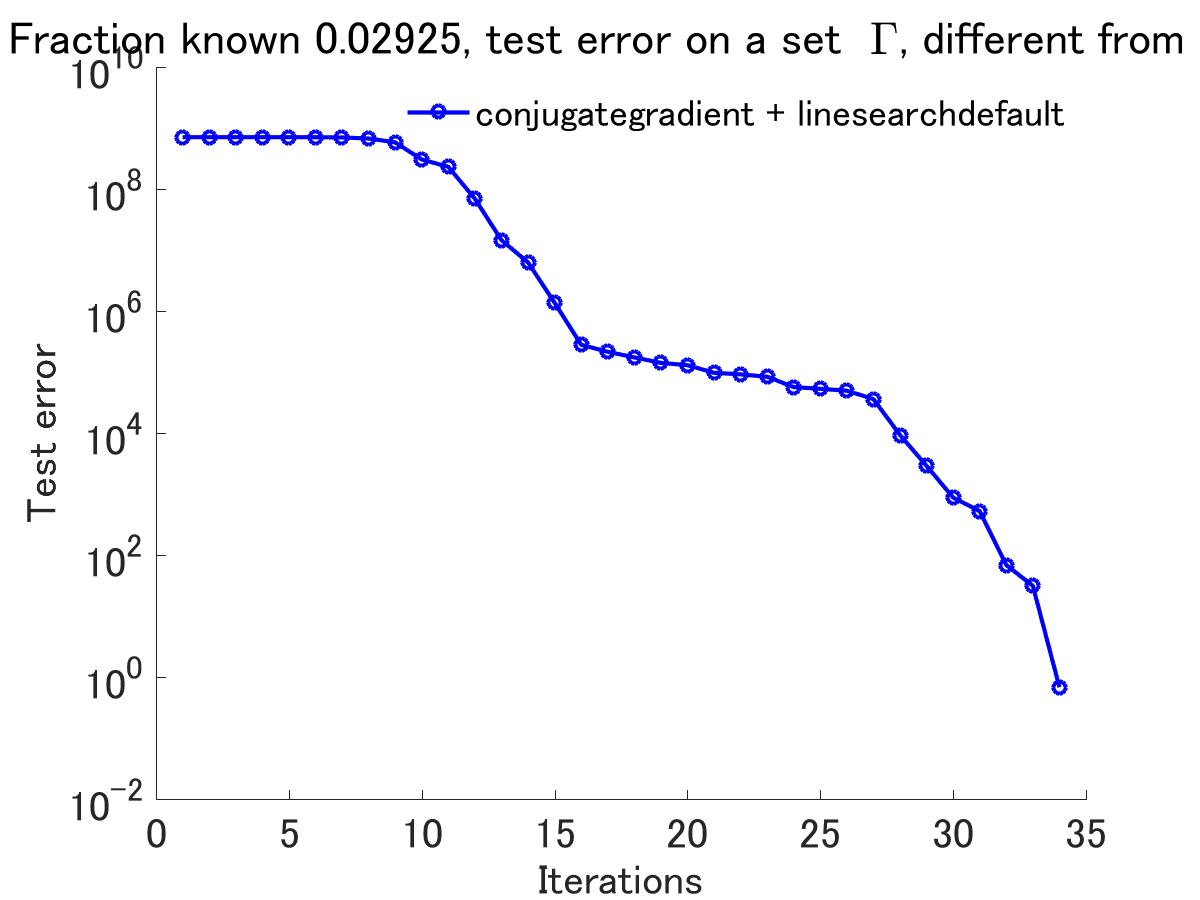 Fraction known 0.02925, test error on a set Γ, different from
conjugategradient + linesearchdefault
10^10
10^8
10^6
10^4
10^2
10^0
10^-2
Test error
0 5 10 15 20 25 30 35
Iterations